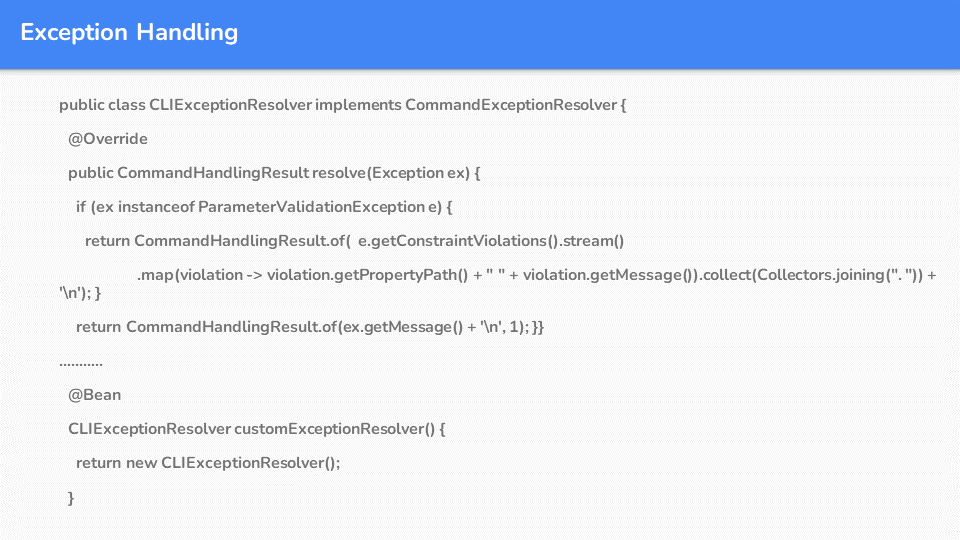 Exception Handling
public class CLIExceptionResolver implements CommandExceptionResolver {
@Override
public CommandHandlingResult resolve(Exception ex) {
if (ex instanceof ParameterValidationException e) {
return CommandHandlingResult.of( e.getConstraintViolations().stream()
.map(violation -> violation.getPropertyPath() + " " + violation.getMessage()).collect(Collectors.joining(". ")) +
'\n'); }
return CommandHandlingResult.of(ex.getMessage() + '\n', 1); }}
...........
@Bean
CLIExceptionResolver customExceptionResolver() {
return new CLIExceptionResolver();
}